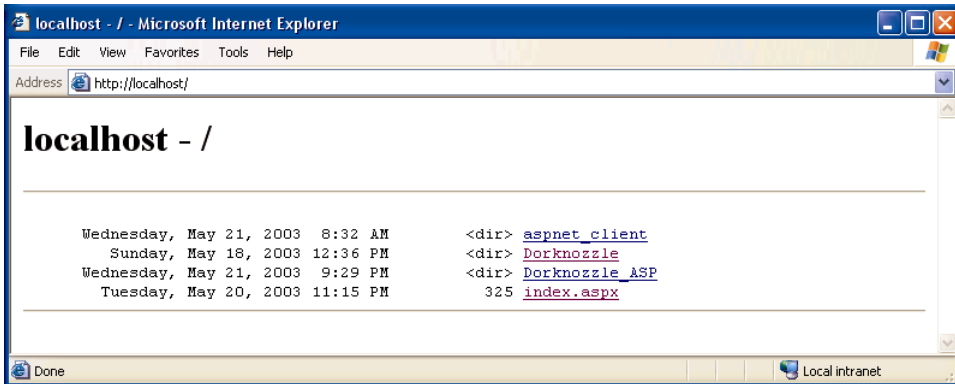 localhost - / - Microsoft Internet Explorer
File Edit View Favorites Tools Help
Address http://localhost/
localhost - /
Wednesday, May 21, 2003 8:32 AM <dir> aspnet_client
Sunday, May 18, 2003 12:36 PM <dir> Dorknozzle
Wednesday, May 21, 2003 9:29 PM <dir> Dorknozzle_ASP
Tuesday, May 20, 2003 11:15 PM 325 index.aspx
Done Local intranet